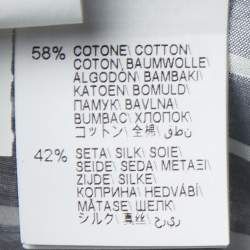 58% COTONE/COTTON/
COTON/BAUMWOLLE/
ALGODÓN/BAMBAKI/
KATOEN/BOMULD/
ПАМУК/BAVLNA/
BUMBAC/ХЛОПОК/
コットン/全棉/قطن
42% SETA/SILK/SOIE/
SEIDE/SEDA/METAΞI/
ZIJDE/SILKE/
КОПРИНА/HEDVÁBÍ/
MĂTASE/ШЕЛК/
シルク/真丝/حرير